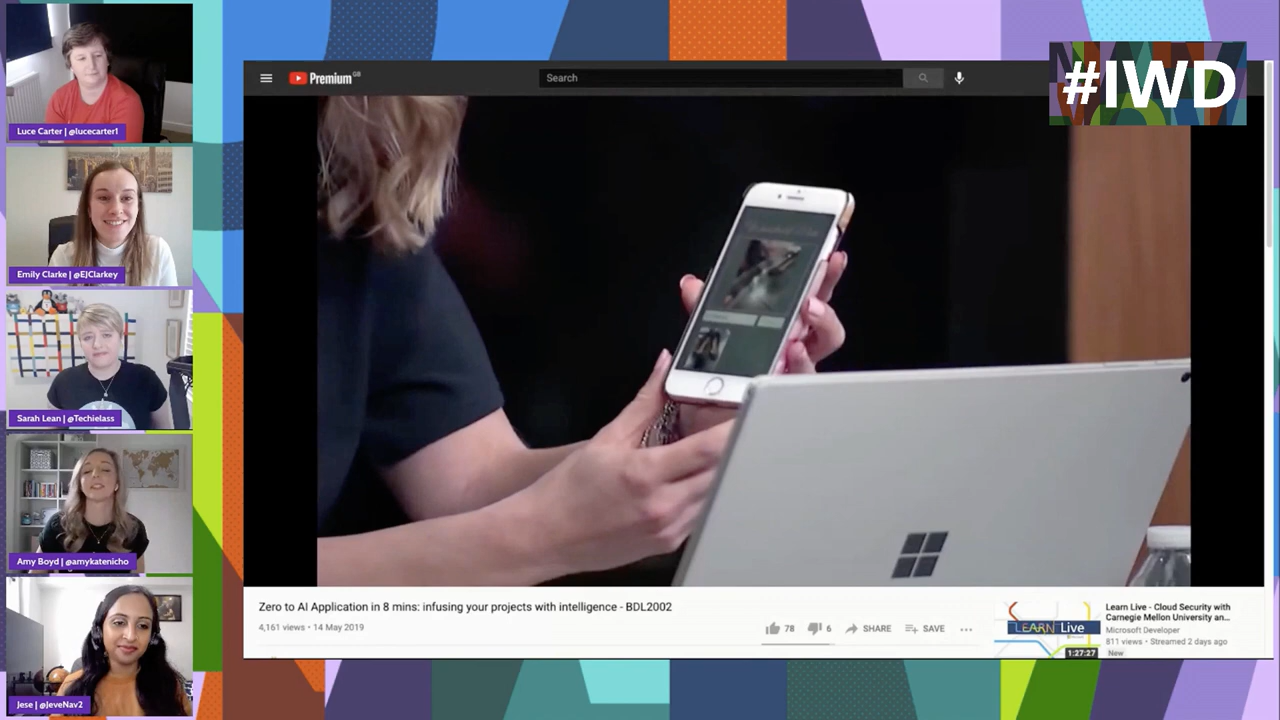 Luce Carter | @lucecarter1
Emily Clarke | @EJClarkey
Sarah Lean | @Techielass
Amy Boyd | @amykatenicho
Jese | @JeveNav2
Premium GB
Search
#IWD
Zero to AI Application in 8 mins: infusing your projects with intelligence - BDL2002
4,161 views • 14 May 2019
78
6
SHARE
SAVE
LEARN Live
1:27:27
Learn Live - Cloud Security with
Carnegie Mellon University an...
Microsoft Developer
811 views • Streamed 2 days ago
New